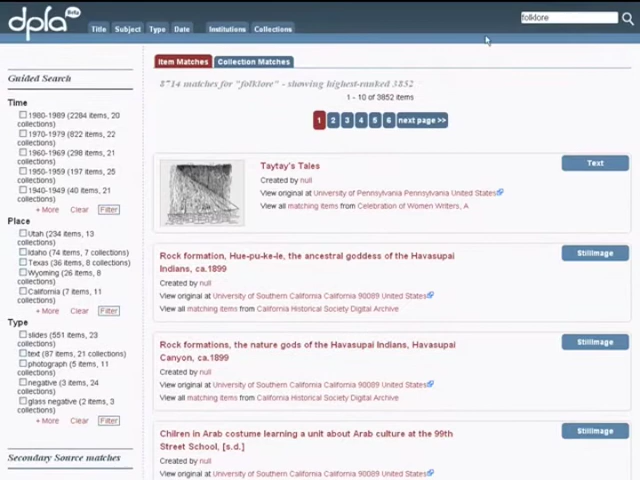 dpla Beta
Title Subject Type Date Institutions Collections
folklore
Item Matches Collection Matches
8714 matches for "folklore" - showing highest-ranked 3852
1 - 10 of 3852 items
1 2 3 4 5 6 next page >>
Guided Search
Time
1980-1989 (2284 items, 20
collections)
1970-1979 (822 items, 22
collections)
1960-1969 (298 items, 21
collections)
1950-1959 (197 items, 25
collections)
1940-1949 (40 items, 21
collections)
+ More Clear Filter
Place
Utah (234 items, 13
collections)
Idaho (74 items, 7 collections)
Texas (36 items, 8 collections)
Wyoming (26 items, 8
collections)
California (7 items, 11
collections)
+ More Clear Filter
Type
slides (551 items, 23
collections)
text (87 items, 21 collections)
photograph (5 items, 11
collections)
negative (3 items, 24
collections)
glass negative (2 items, 3
collections)
+ More Clear Filter
Secondary Source matches
Taytay's Tales
Text
Created by null
View original at University of Pennsylvania Pennsylvania United States
View all matching items from Celebration of Women Writers, A
Rock formation, Hue-pu-ke-le, the ancestral goddess of the Havasupai
Indians, ca.1899
StillImage
Created by null
View original at University of Southern California California 90089 United States
View all matching items from California Historical Society Digital Archive
Rock formations, the nature gods of the Havasupai Indians, Havasupai
Canyon, ca.1899
StillImage
Created by null
View original at University of Southern California California 90089 United States
View all matching items from California Historical Society Digital Archive
Chilren in Arab costume learning a unit about Arab culture at the 99th
Street School, [s.d.]
StillImage
Created by null
View original at University of Southern California California 90089 United States